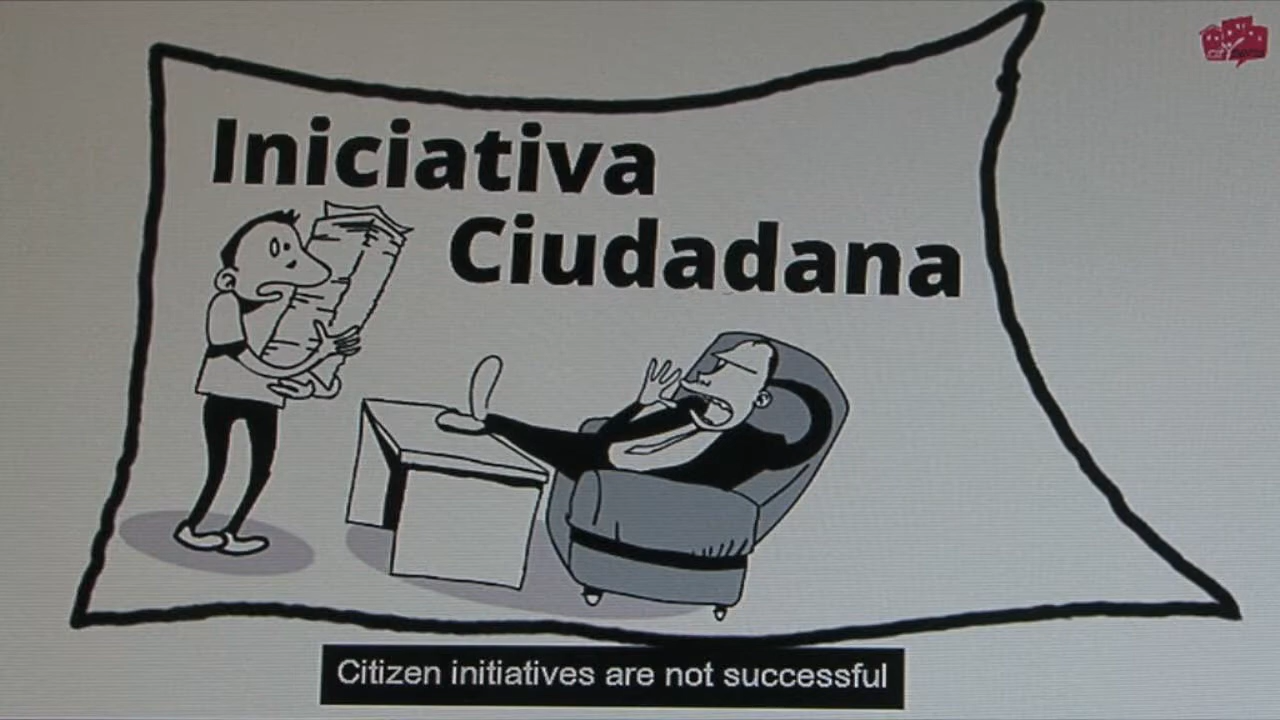 Iniciativa
Ciudadana
Citizen initiatives are not successful